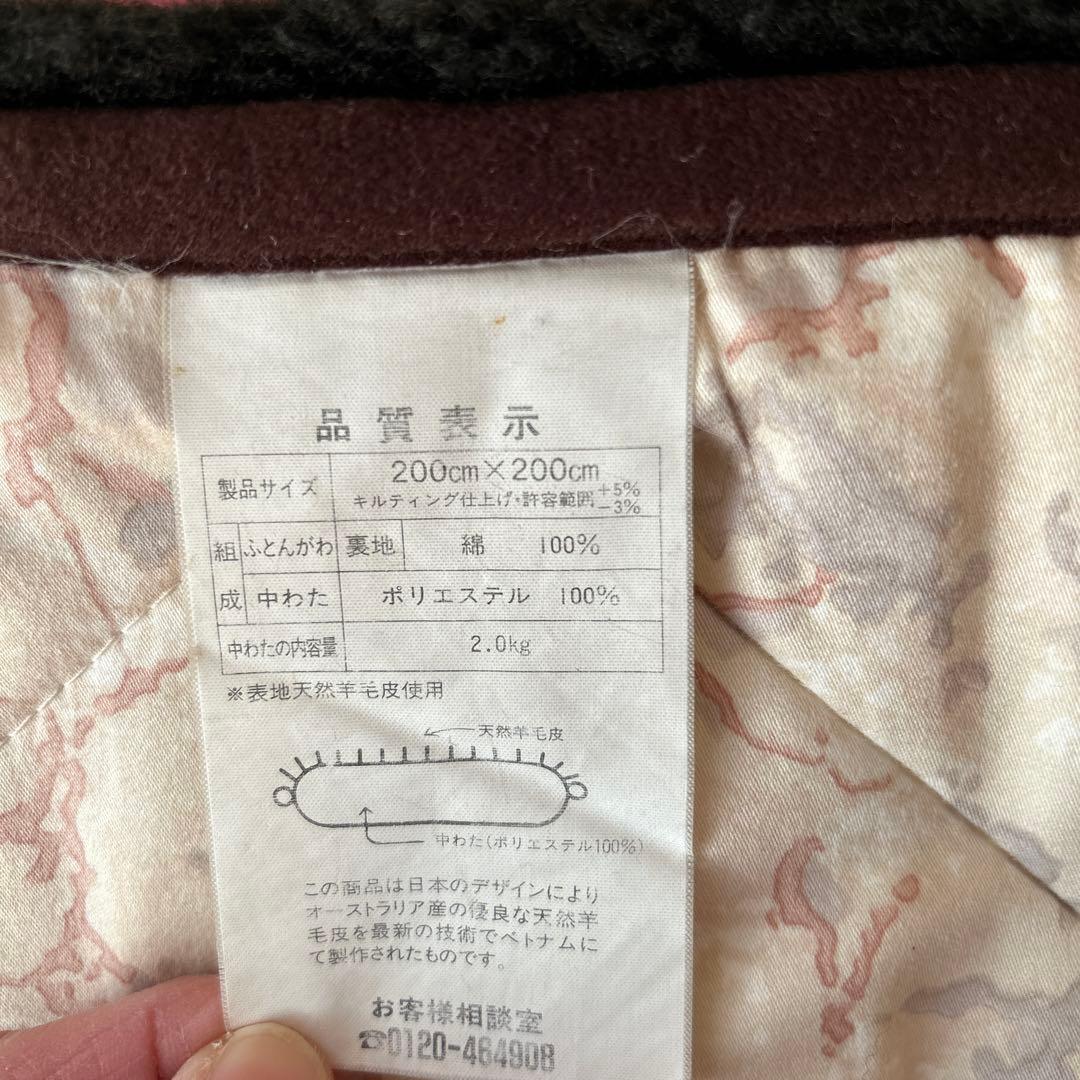 品質表示
製品サイズ 200cm×200cm
キルティング仕上げ・許容範囲 +5% −3%
組成 ふとんがわ 裏地 綿 100%
中わた ポリエステル 100%
中わたの内容量 2.0kg
※表地天然羊毛皮使用
天然羊毛皮
中わた(ポリエステル100%)
この商品は日本のデザインにより
オーストラリア産の優良な天然羊
毛皮を最新の技術でベトナムに
て製作されたものです。
お客様相談室
☎0120-464908